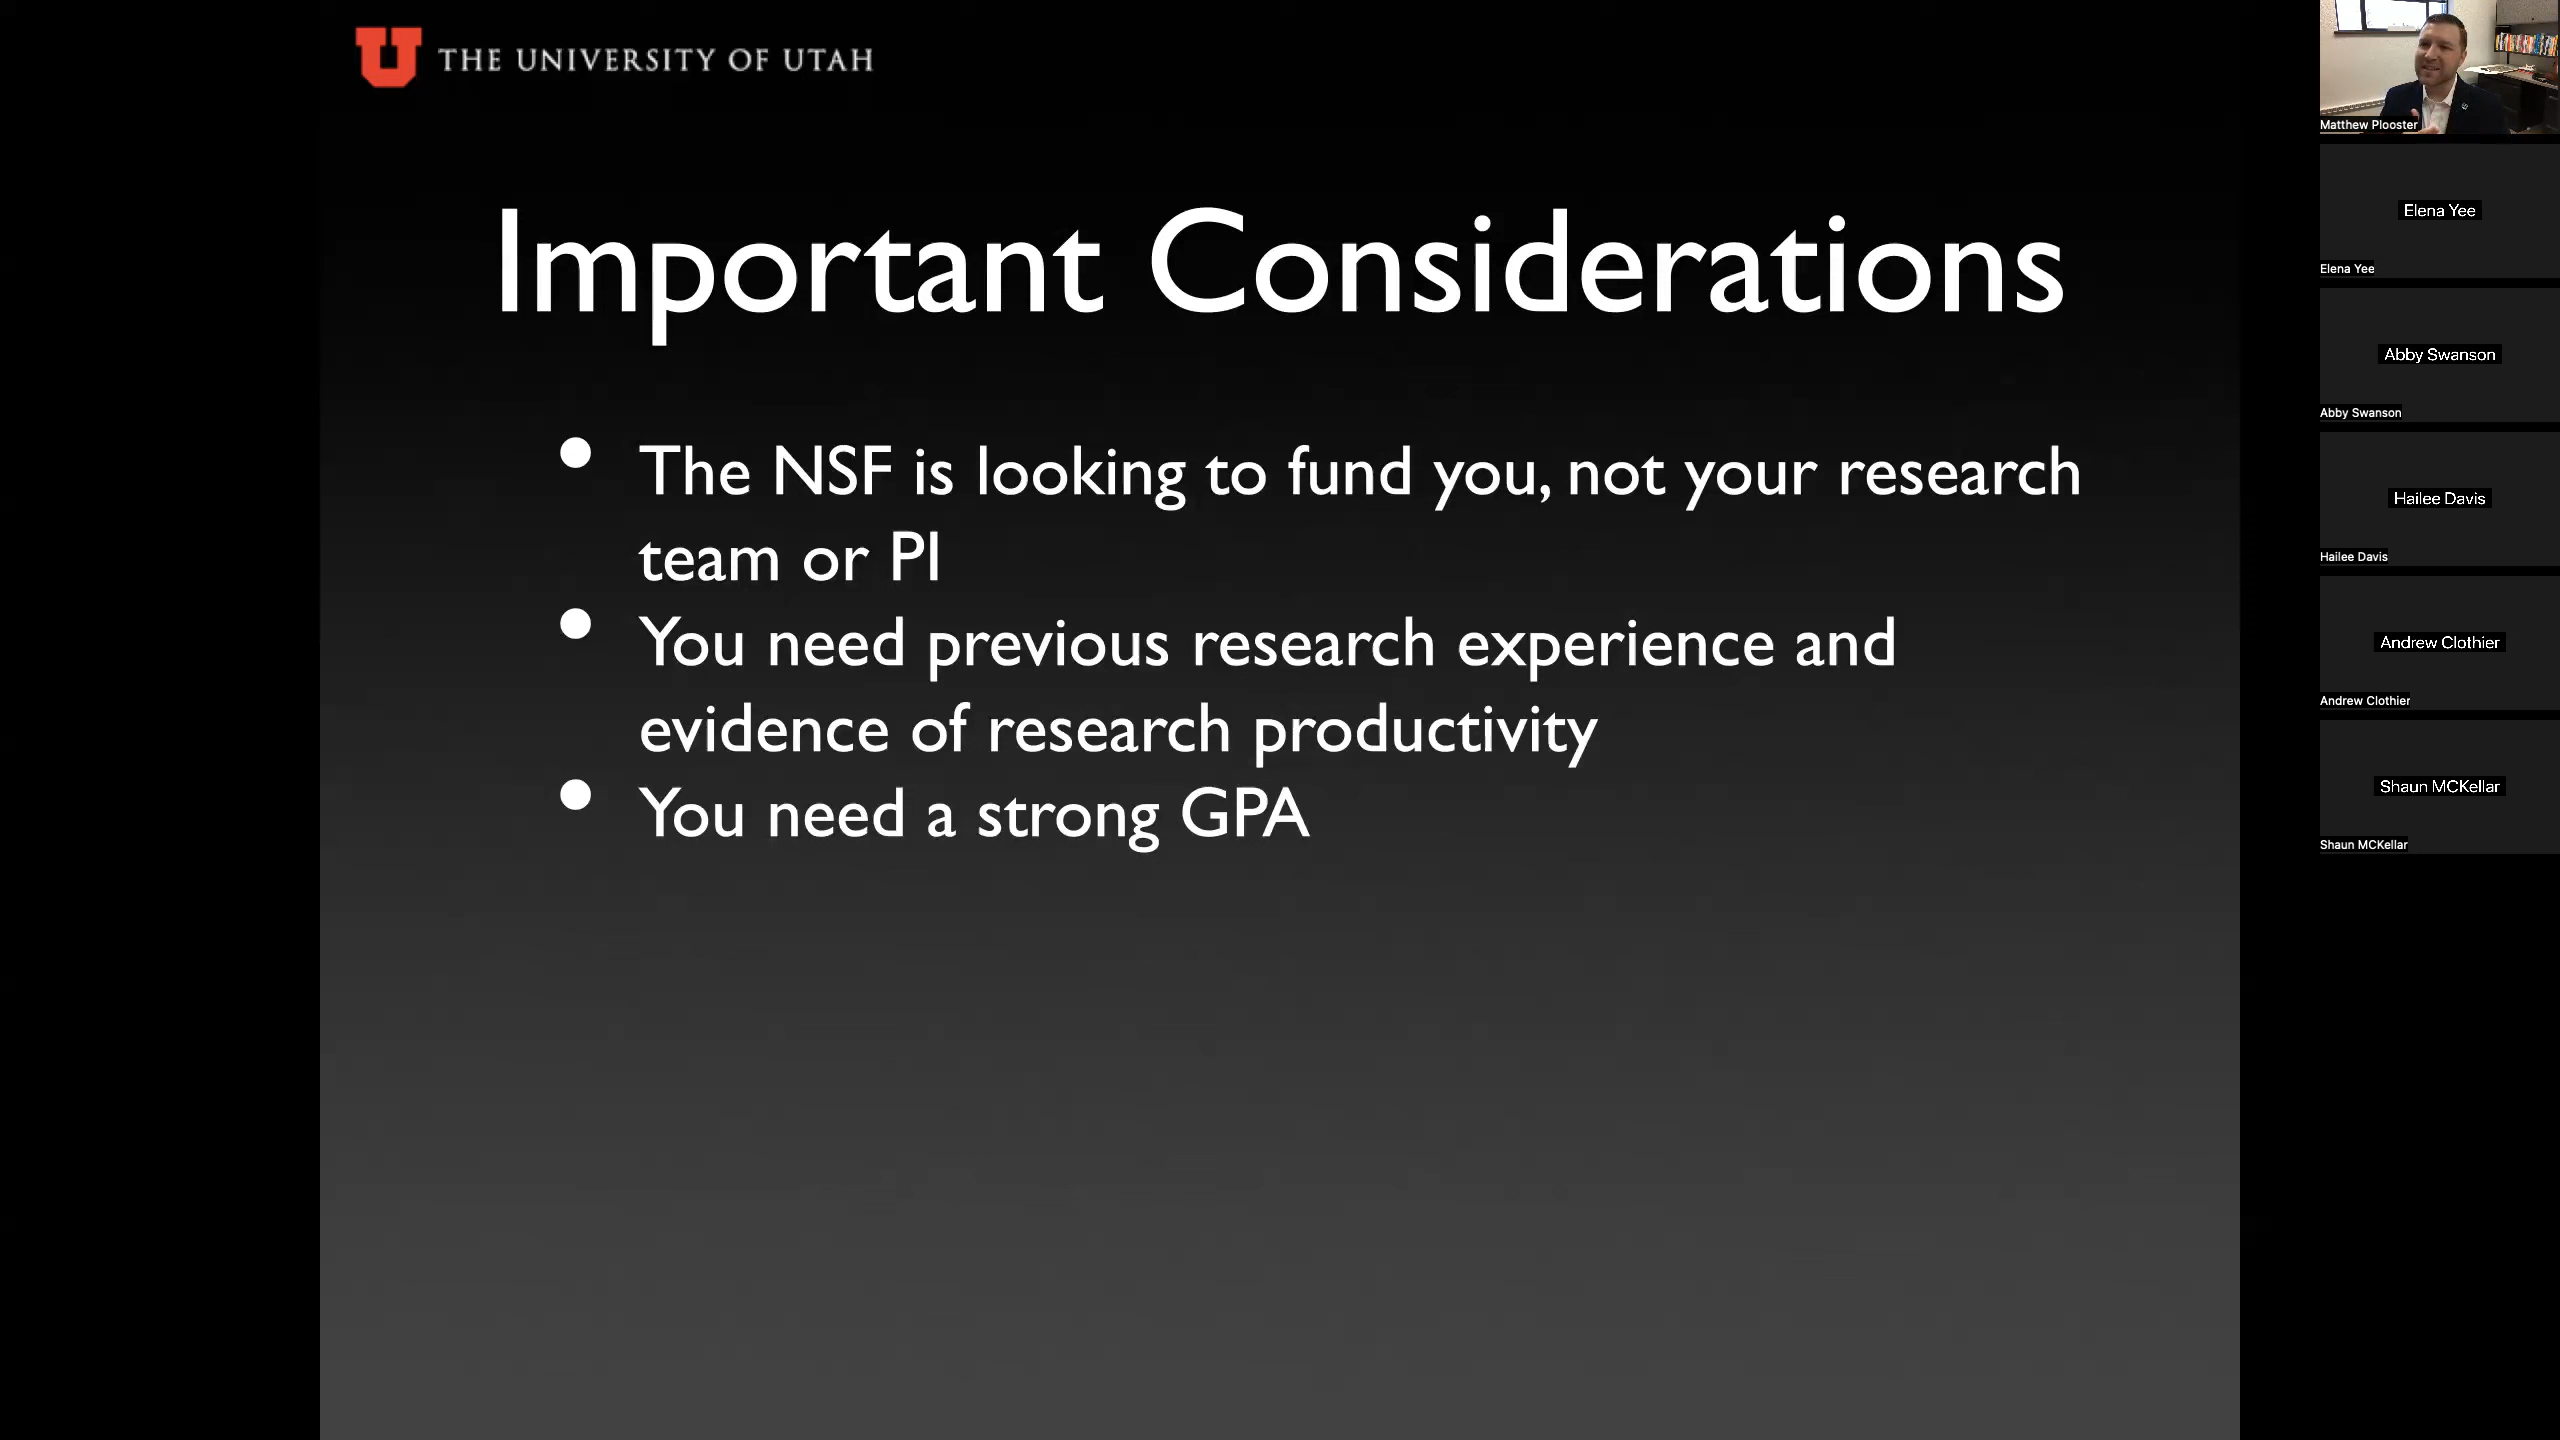 THE UNIVERSITY OF UTAH
Important Considerations
• The NSF is looking to fund you, not your research
team or PI
• You need previous research experience and
evidence of research productivity
• You need a strong GPA
Matthew Plooster
Elena Yee
Elena Yee
Abby Swanson
Abby Swanson
Hailee Davis
Hailee Davis
Andrew Clothier
Andrew Clothier
Shaun MCKellar
Shaun MCKellar